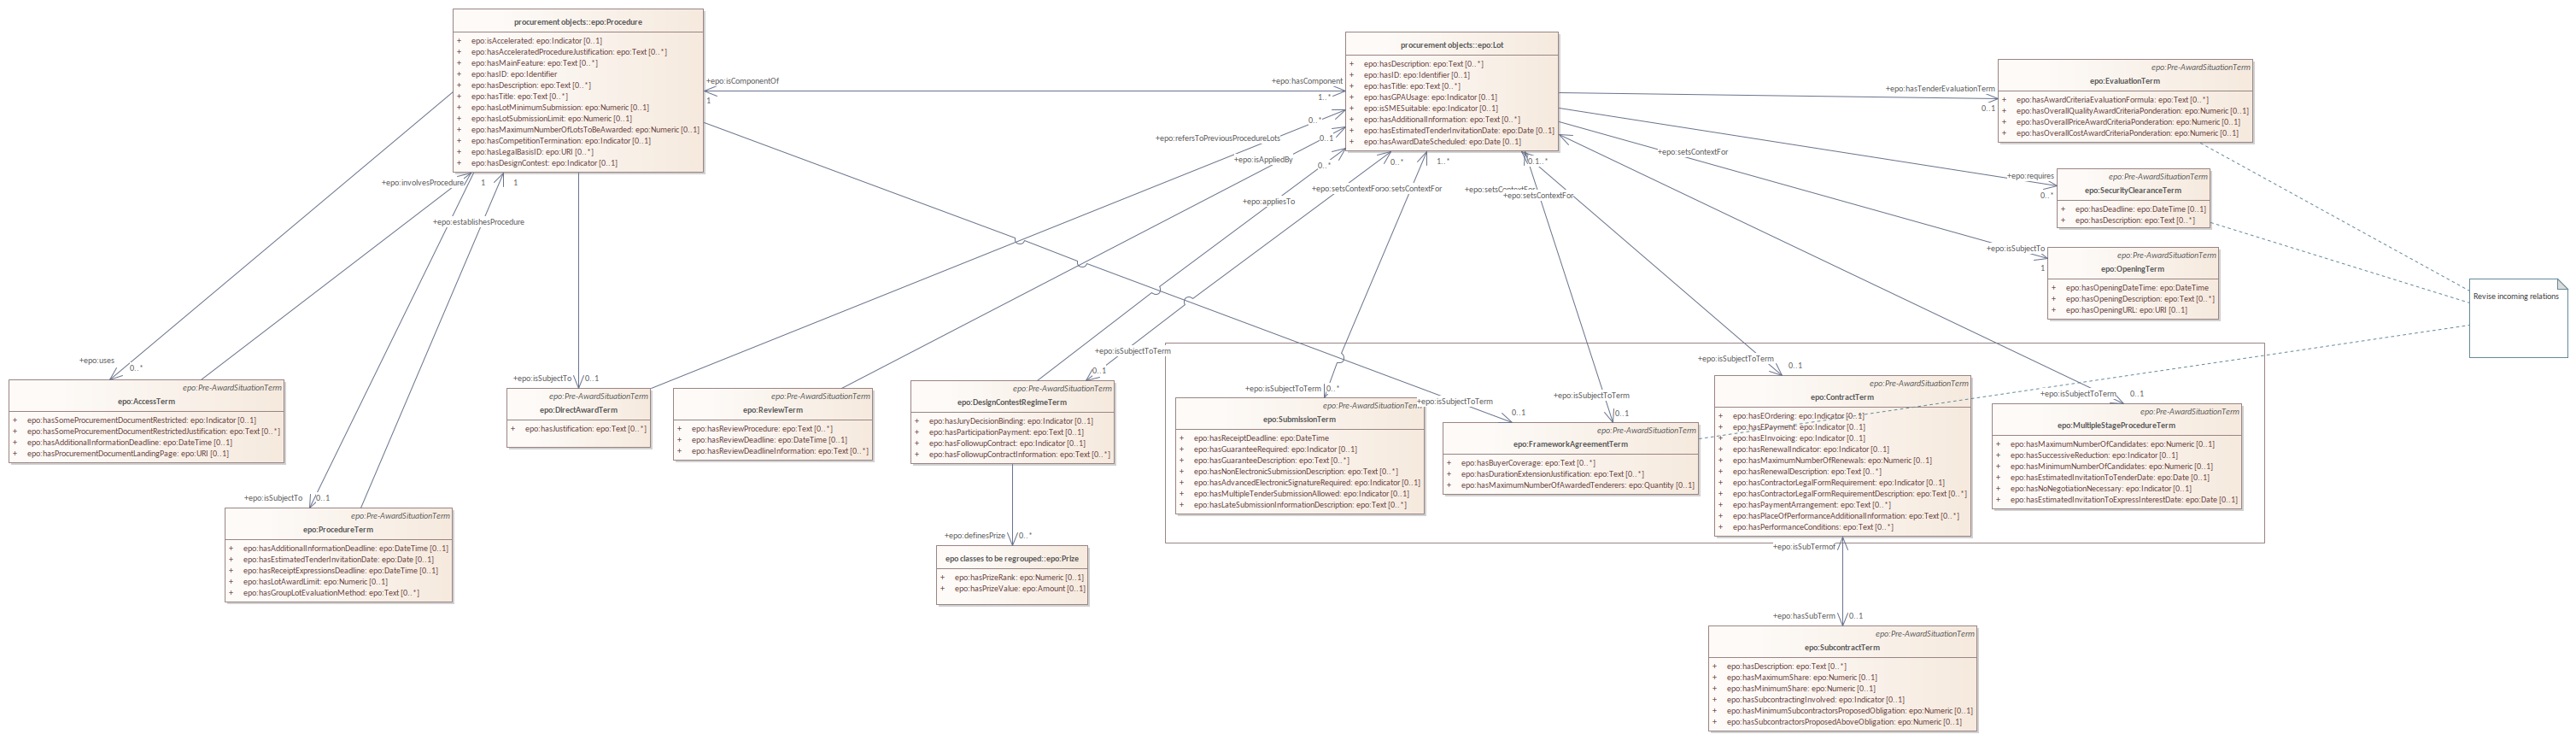 procurement objects::epo:Procedure
+ epo:isAccelerated: epo:Indicator [0..1]
+ epo:hasAcceleratedProcedureJustification: epo:Text [0..*]
+ epo:hasMainFeature: epo:Text [0..*]
+ epo:hasID: epo:Identifier
+ epo:hasDescription: epo:Text [0..*]
+ epo:hasTitle: epo:Text [0..*]
+ epo:hasLotMinimumSubmission: epo:Numeric [0..1]
+ epo:hasLotSubmissionLimit: epo:Numeric [0..1]
+ epo:hasMaximumNumberOfLotsToBeAwarded: epo:Numeric [0..1]
+ epo:hasCompetitionTermination: epo:Indicator [0..1]
+ epo:hasLegalBasisID: epo:URI [0..*]
+ epo:hasDesignContest: epo:Indicator [0..1]
+epo:isComponentOf
1
+epo:hasComponent
1..*
procurement objects::epo:Lot
+ epo:hasDescription: epo:Text [0..*]
+ epo:hasID: epo:Identifier [0..1]
+ epo:hasTitle: epo:Text [0..*]
+ epo:hasGPAUsage: epo:Indicator [0..1]
+ epo:isSMESuitable: epo:Indicator [0..1]
+ epo:hasAdditionalInformation: epo:Text [0..*]
+ epo:hasEstimatedTenderInvitationDate: epo:Date [0..1]
+ epo:hasAwardDateScheduled: epo:Date [0..1]
+epo:hasTenderEvaluationTerm
0..1
epo:Pre-AwardSituationTerm
epo:EvaluationTerm
+ epo:hasAwardCriteriaEvaluationFormula: epo:Text [0..*]
+ epo:hasOverallQualityAwardCriteriaPonderation: epo:Numeric [0..1]
+ epo:hasOverallPriceAwardCriteriaPonderation: epo:Numeric [0..1]
+ epo:hasOverallCostAwardCriteriaPonderation: epo:Numeric [0..1]
0..*
+epo:refersToPreviousProcedureLots
0..1
+epo:isAppliedBy
0..*
+epo:appliesTo
0..*
+epo:setsContextFor
1..*
+epo:setsContextFor
0..1
1..*
+epo:setsContextFor
+epo:setsContextFor
+epo:setsContextFor
+epo:requires
0..*
epo:Pre-AwardSituationTerm
epo:SecurityClearanceTerm
+ epo:hasDeadline: epo:DateTime [0..1]
+ epo:hasDescription: epo:Text [0..*]
+epo:isSubjectTo
1
epo:Pre-AwardSituationTerm
epo:OpeningTerm
+ epo:hasOpeningDateTime: epo:DateTime
+ epo:hasOpeningDescription: epo:Text [0..*]
+ epo:hasOpeningURL: epo:URI [0..1]
Revise incoming relations
+epo:involvesProcedure
1
1
+epo:establishesProcedure
+epo:uses
0..*
epo:Pre-AwardSituationTerm
epo:AccessTerm
+ epo:hasSomeProcurementDocumentRestricted: epo:Indicator [0..1]
+ epo:hasSomeProcurementDocumentRestrictedJustification: epo:Text [0..*]
+ epo:hasAdditionalInformationDeadline: epo:DateTime [0..1]
+ epo:hasProcurementDocumentLandingPage: epo:URI [0..1]
+epo:isSubjectTo
0..1
epo:Pre-AwardSituationTerm
epo:ProcedureTerm
+ epo:hasAdditionalInformationDeadline: epo:DateTime [0..1]
+ epo:hasEstimatedTenderInvitationDate: epo:Date [0..1]
+ epo:hasReceiptExpressionsDeadline: epo:DateTime [0..1]
+ epo:hasLotAwardLimit: epo:Numeric [0..1]
+ epo:hasGroupLotEvaluationMethod: epo:Text [0..*]
+epo:isSubjectTo
0..1
epo:Pre-AwardSituationTerm
epo:DirectAwardTerm
+ epo:hasJustification: epo:Text [0..*]
epo:Pre-AwardSituationTerm
epo:ReviewTerm
+ epo:hasReviewProcedure: epo:Text [0..*]
+ epo:hasReviewDeadline: epo:DateTime [0..1]
+ epo:hasReviewDeadlineInformation: epo:Text [0..*]
+epo:isSubjectToTerm
0..1
epo:Pre-AwardSituationTerm
epo:DesignContestRegimeTerm
+ epo:hasJuryDecisionBinding: epo:Indicator [0..1]
+ epo:hasParticipationPayment: epo:Text [0..1]
+ epo:hasFollowupContract: epo:Indicator [0..1]
+ epo:hasFollowupContractInformation: epo:Text [0..*]
+epo:definesPrize
0..*
epo classes to be regrouped::epo:Prize
+ epo:hasPrizeRank: epo:Numeric [0..1]
+ epo:hasPrizeValue: epo:Amount [0..1]
+epo:isSubjectToTerm
0..*
epo:Pre-AwardSituationTerm
epo:SubmissionTerm
+ epo:hasReceiptDeadline: epo:DateTime
+ epo:hasGuaranteeRequired: epo:Indicator [0..1]
+ epo:hasGuaranteeDescription: epo:Text [0..*]
+ epo:hasNonElectronicSubmissionDescription: epo:Text [0..*]
+ epo:hasAdvancedElectronicSignatureRequired: epo:Indicator [0..1]
+ epo:hasMultipleTenderSubmissionAllowed: epo:Indicator [0..1]
+ epo:hasLateSubmissionInformationDescription: epo:Text [0..*]
+epo:isSubjectToTerm
0..1
+epo:isSubjectToTerm
0..1
epo:Pre-AwardSituationTerm
epo:FrameworkAgreementTerm
+ epo:hasBuyerCoverage: epo:Text [0..*]
+ epo:hasDurationExtensionJustification: epo:Text [0..*]
+ epo:hasMaximumNumberOfAwardedTenderers: epo:Quantity [0..1]
+epo:isSubjectToTerm
0..1
epo:Pre-AwardSituationTerm
epo:ContractTerm
+ epo:hasEOrdering: epo:Indicator [0..1]
+ epo:hasEPayment: epo:Indicator [0..1]
+ epo:hasEInvoicing: epo:Indicator [0..1]
+ epo:hasRenewalIndicator: epo:Indicator [0..1]
+ epo:hasMaximumNumberOfRenewals: epo:Numeric [0..1]
+ epo:hasRenewalDescription: epo:Text [0..*]
+ epo:hasContractorLegalFormRequirement: epo:Indicator [0..1]
+ epo:hasContractorLegalFormRequirementDescription: epo:Text [0..*]
+ epo:hasPaymentArrangement: epo:Text [0..*]
+ epo:hasPlaceOfPerformanceAdditionalInformation: epo:Text [0..*]
+ epo:hasPerformanceConditions: epo:Text [0..*]
+epo:isSubjectToTerm
0..1
epo:Pre-AwardSituationTerm
epo:MultipleStageProcedureTerm
+ epo:hasMaximumNumberOfCandidates: epo:Numeric [0..1]
+ epo:hasSuccessiveReduction: epo:Indicator [0..1]
+ epo:hasMinimumNumberOfCandidates: epo:Numeric [0..1]
+ epo:hasEstimatedInvitationToTenderDate: epo:Date [0..1]
+ epo:hasNoNegotiationNecessary: epo:Indicator [0..1]
+ epo:hasEstimatedInvitationToExpressInterestDate: epo:Date [0..1]
+epo:isSubTermof
+epo:hasSubTerm
0..1
epo:Pre-AwardSituationTerm
epo:SubcontractTerm
+ epo:hasDescription: epo:Text [0..*]
+ epo:hasMaximumShare: epo:Numeric [0..1]
+ epo:hasMinimumShare: epo:Numeric [0..1]
+ epo:hasSubcontractingInvolved: epo:Indicator [0..1]
+ epo:hasMinimumSubcontractorsProposedObligation: epo:Numeric [0..1]
+ epo:hasSubcontractorsProposedAboveObligation: epo:Numeric [0..1]